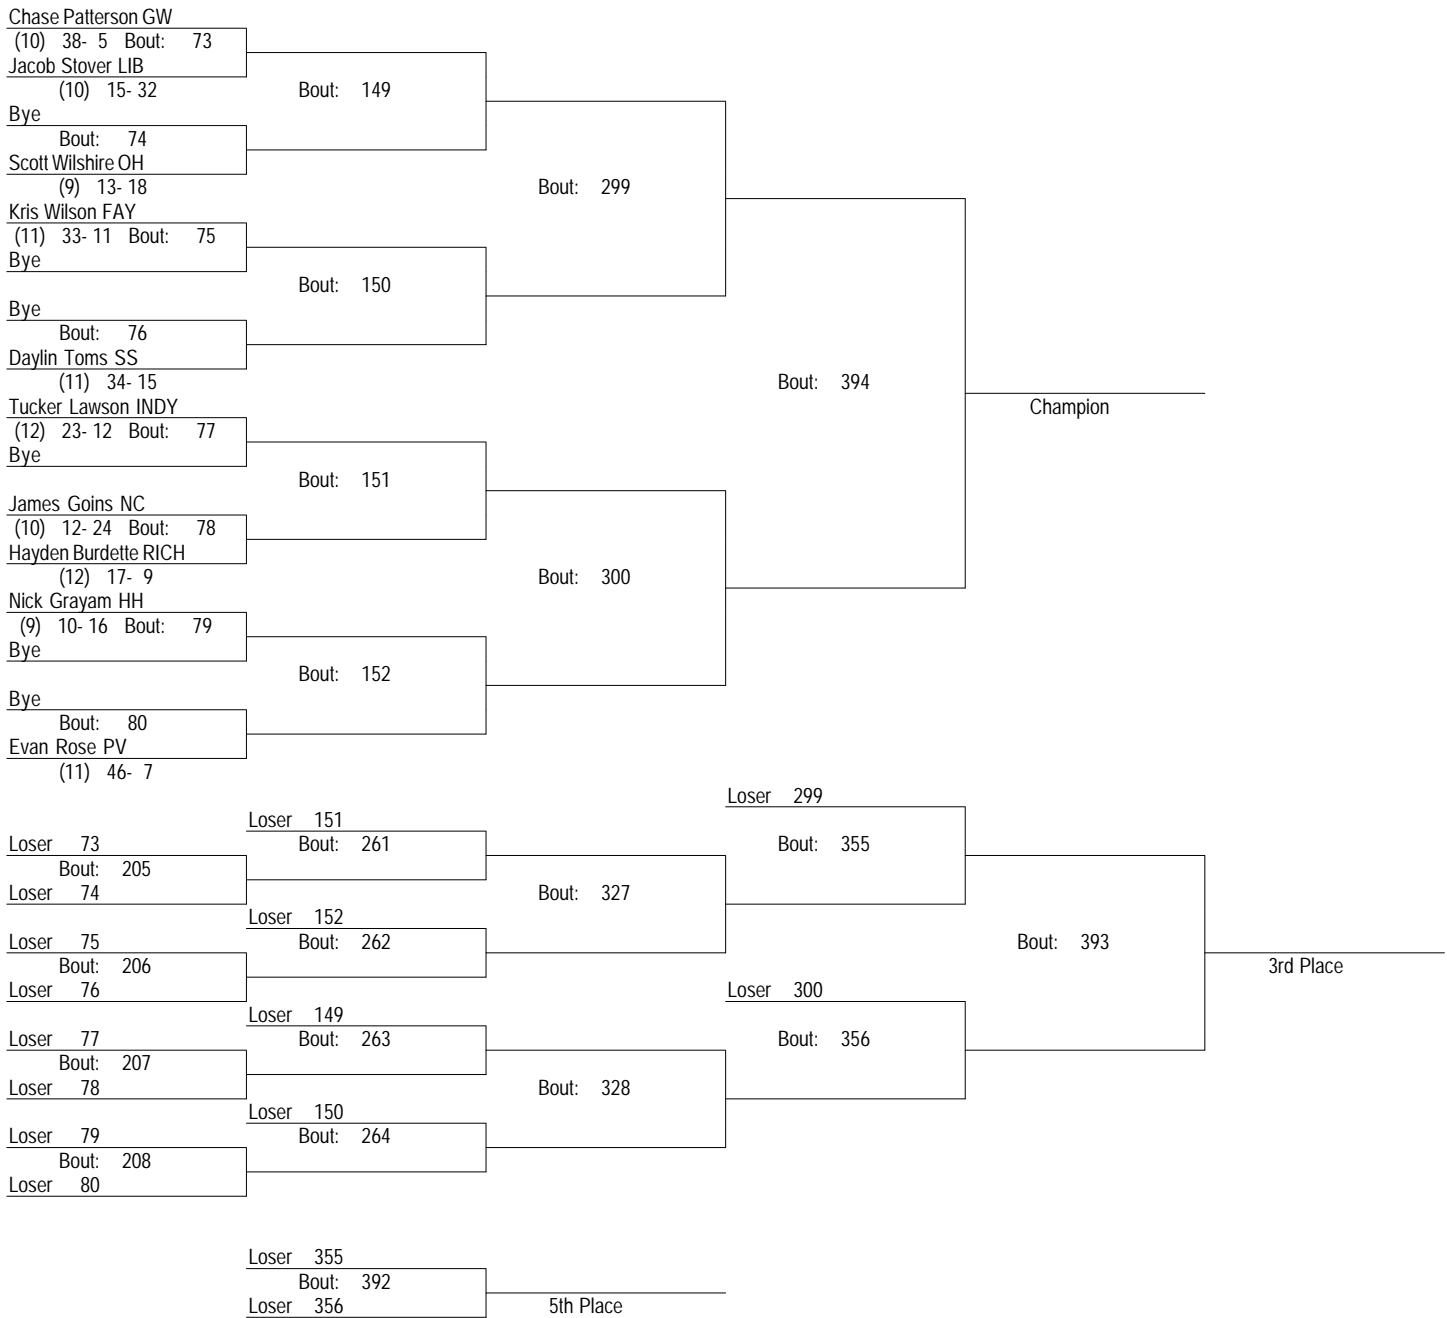 Chase Patterson GW
(10) 38- 5 Bout: 73
Jacob Stover LIB
(10) 15- 32
Bout: 149
Bye
Bout: 74
Scott Wilshire OH
(9) 13- 18
Bout: 299
Kris Wilson FAY
(11) 33- 11 Bout: 75
Bye
Bout: 150
Bye
Bout: 76
Daylin Toms SS
(11) 34- 15
Bout: 394
Champion
Tucker Lawson INDY
(12) 23- 12 Bout: 77
Bye
Bout: 151
James Goins NC
(10) 12- 24 Bout: 78
Hayden Burdette RICH
(12) 17- 9
Bout: 300
Nick Grayam HH
(9) 10- 16 Bout: 79
Bye
Bout: 152
Bye
Bout: 80
Evan Rose PV
(11) 46- 7
Loser 299
Loser 151
Loser 73
Bout: 261
Bout: 355
Bout: 205
Loser 74
Bout: 327
Loser 152
Loser 75
Bout: 262
Bout: 393
Bout: 206
3rd Place
Loser 76
Loser 300
Loser 149
Loser 77
Bout: 263
Bout: 356
Bout: 207
Loser 78
Bout: 328
Loser 150
Loser 79
Bout: 264
Bout: 208
Loser 80
Loser 355
Bout: 392
Loser 356
5th Place